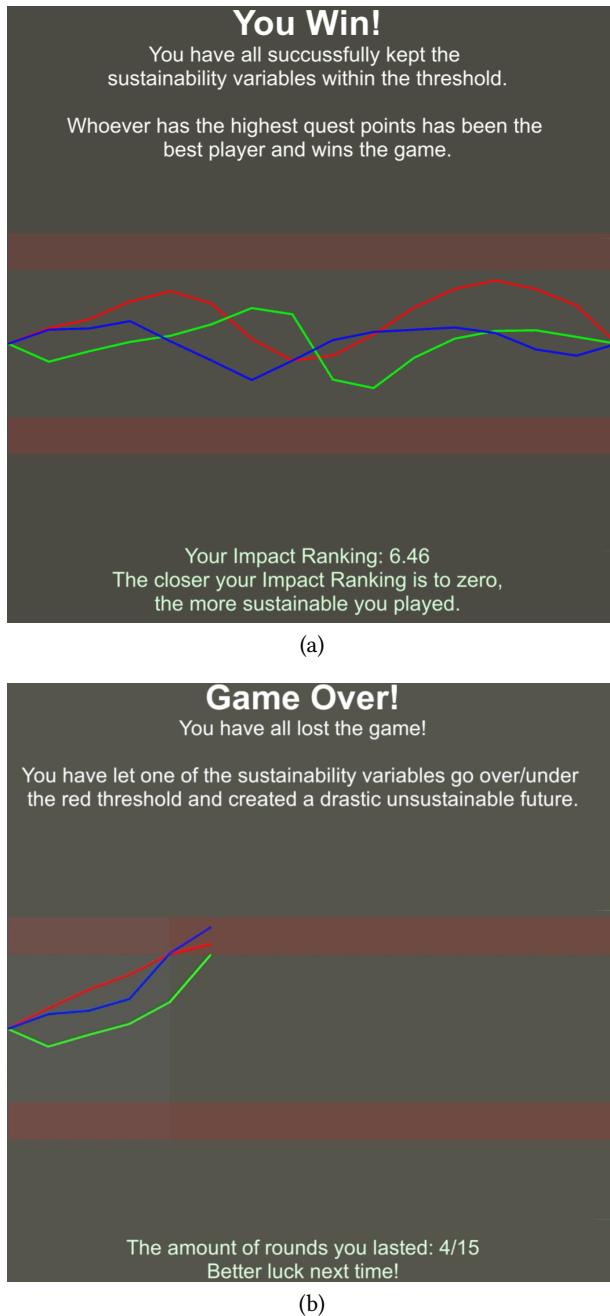 You Win!
You have all succussfully kept the
sustainability variables within the threshold.
Whoever has the highest quest points has been the
best player and wins the game.
Your Impact Ranking: 6.46
The closer your Impact Ranking is to zero,
the more sustainable you played.
(a)
Game Over!
You have all lost the game!
You have let one of the sustainability variables go over/under
the red threshold and created a drastic unsustainable future.
The amount of rounds you lasted: 4/15
Better luck next time!
(b)